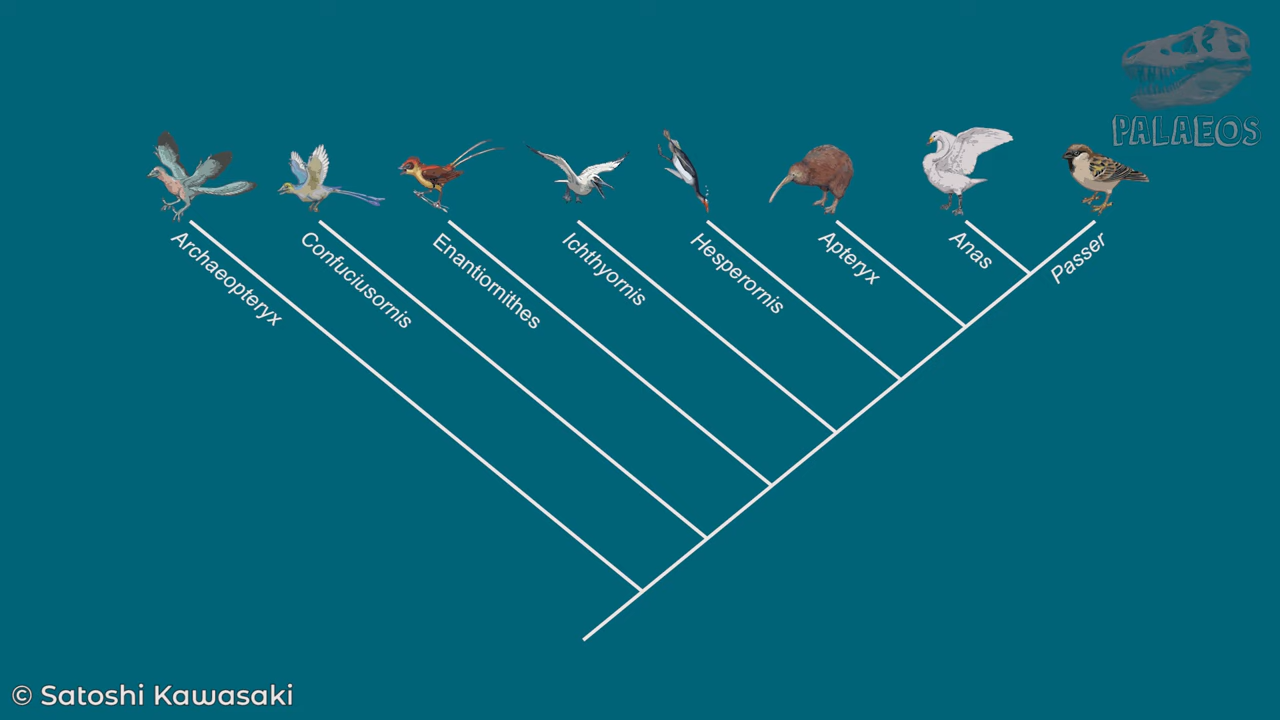 PALAEOS
Archaeopteryx
Confuciusornis
Enantiornithes
Ichthyornis
Hesperornis
Apteryx
Anas
Passer
© Satoshi Kawasaki